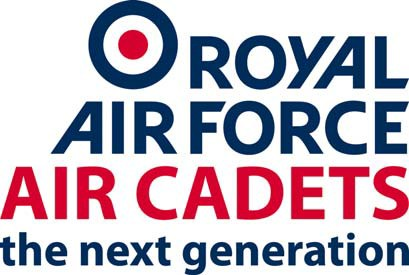 ROYAL
AIR FORCE
AIR CADETS
the next generation